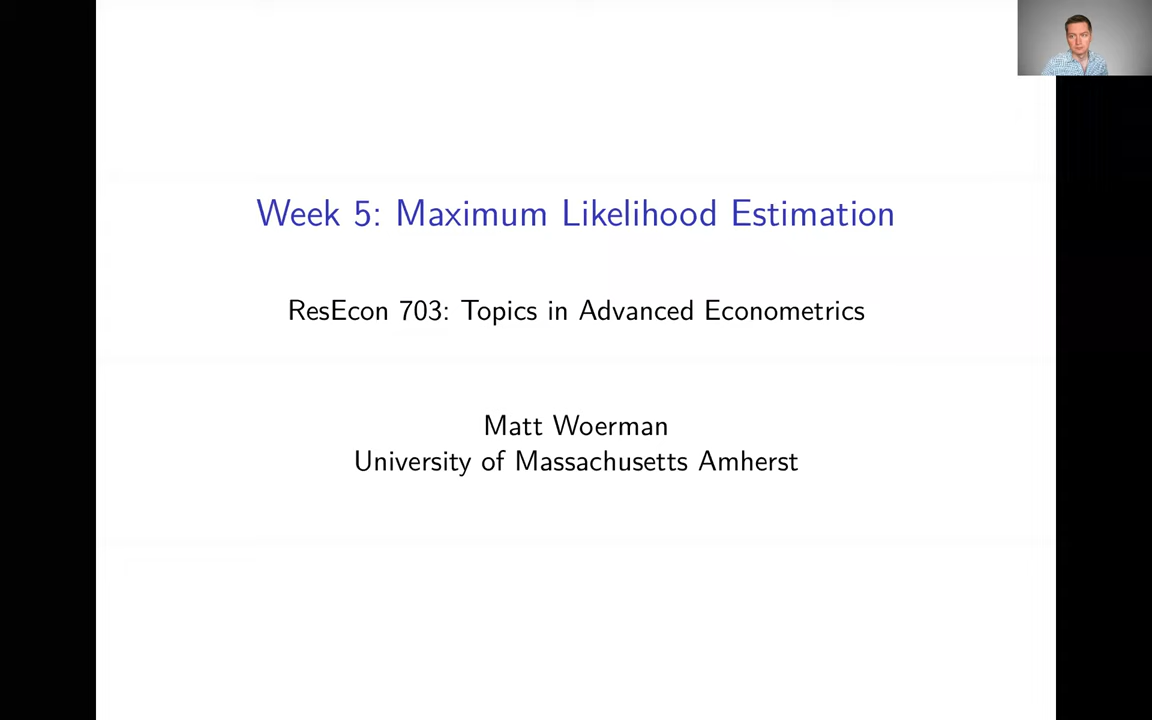 Week 5: Maximum Likelihood Estimation
ResEcon 703: Topics in Advanced Econometrics
Matt Woerman
University of Massachusetts Amherst